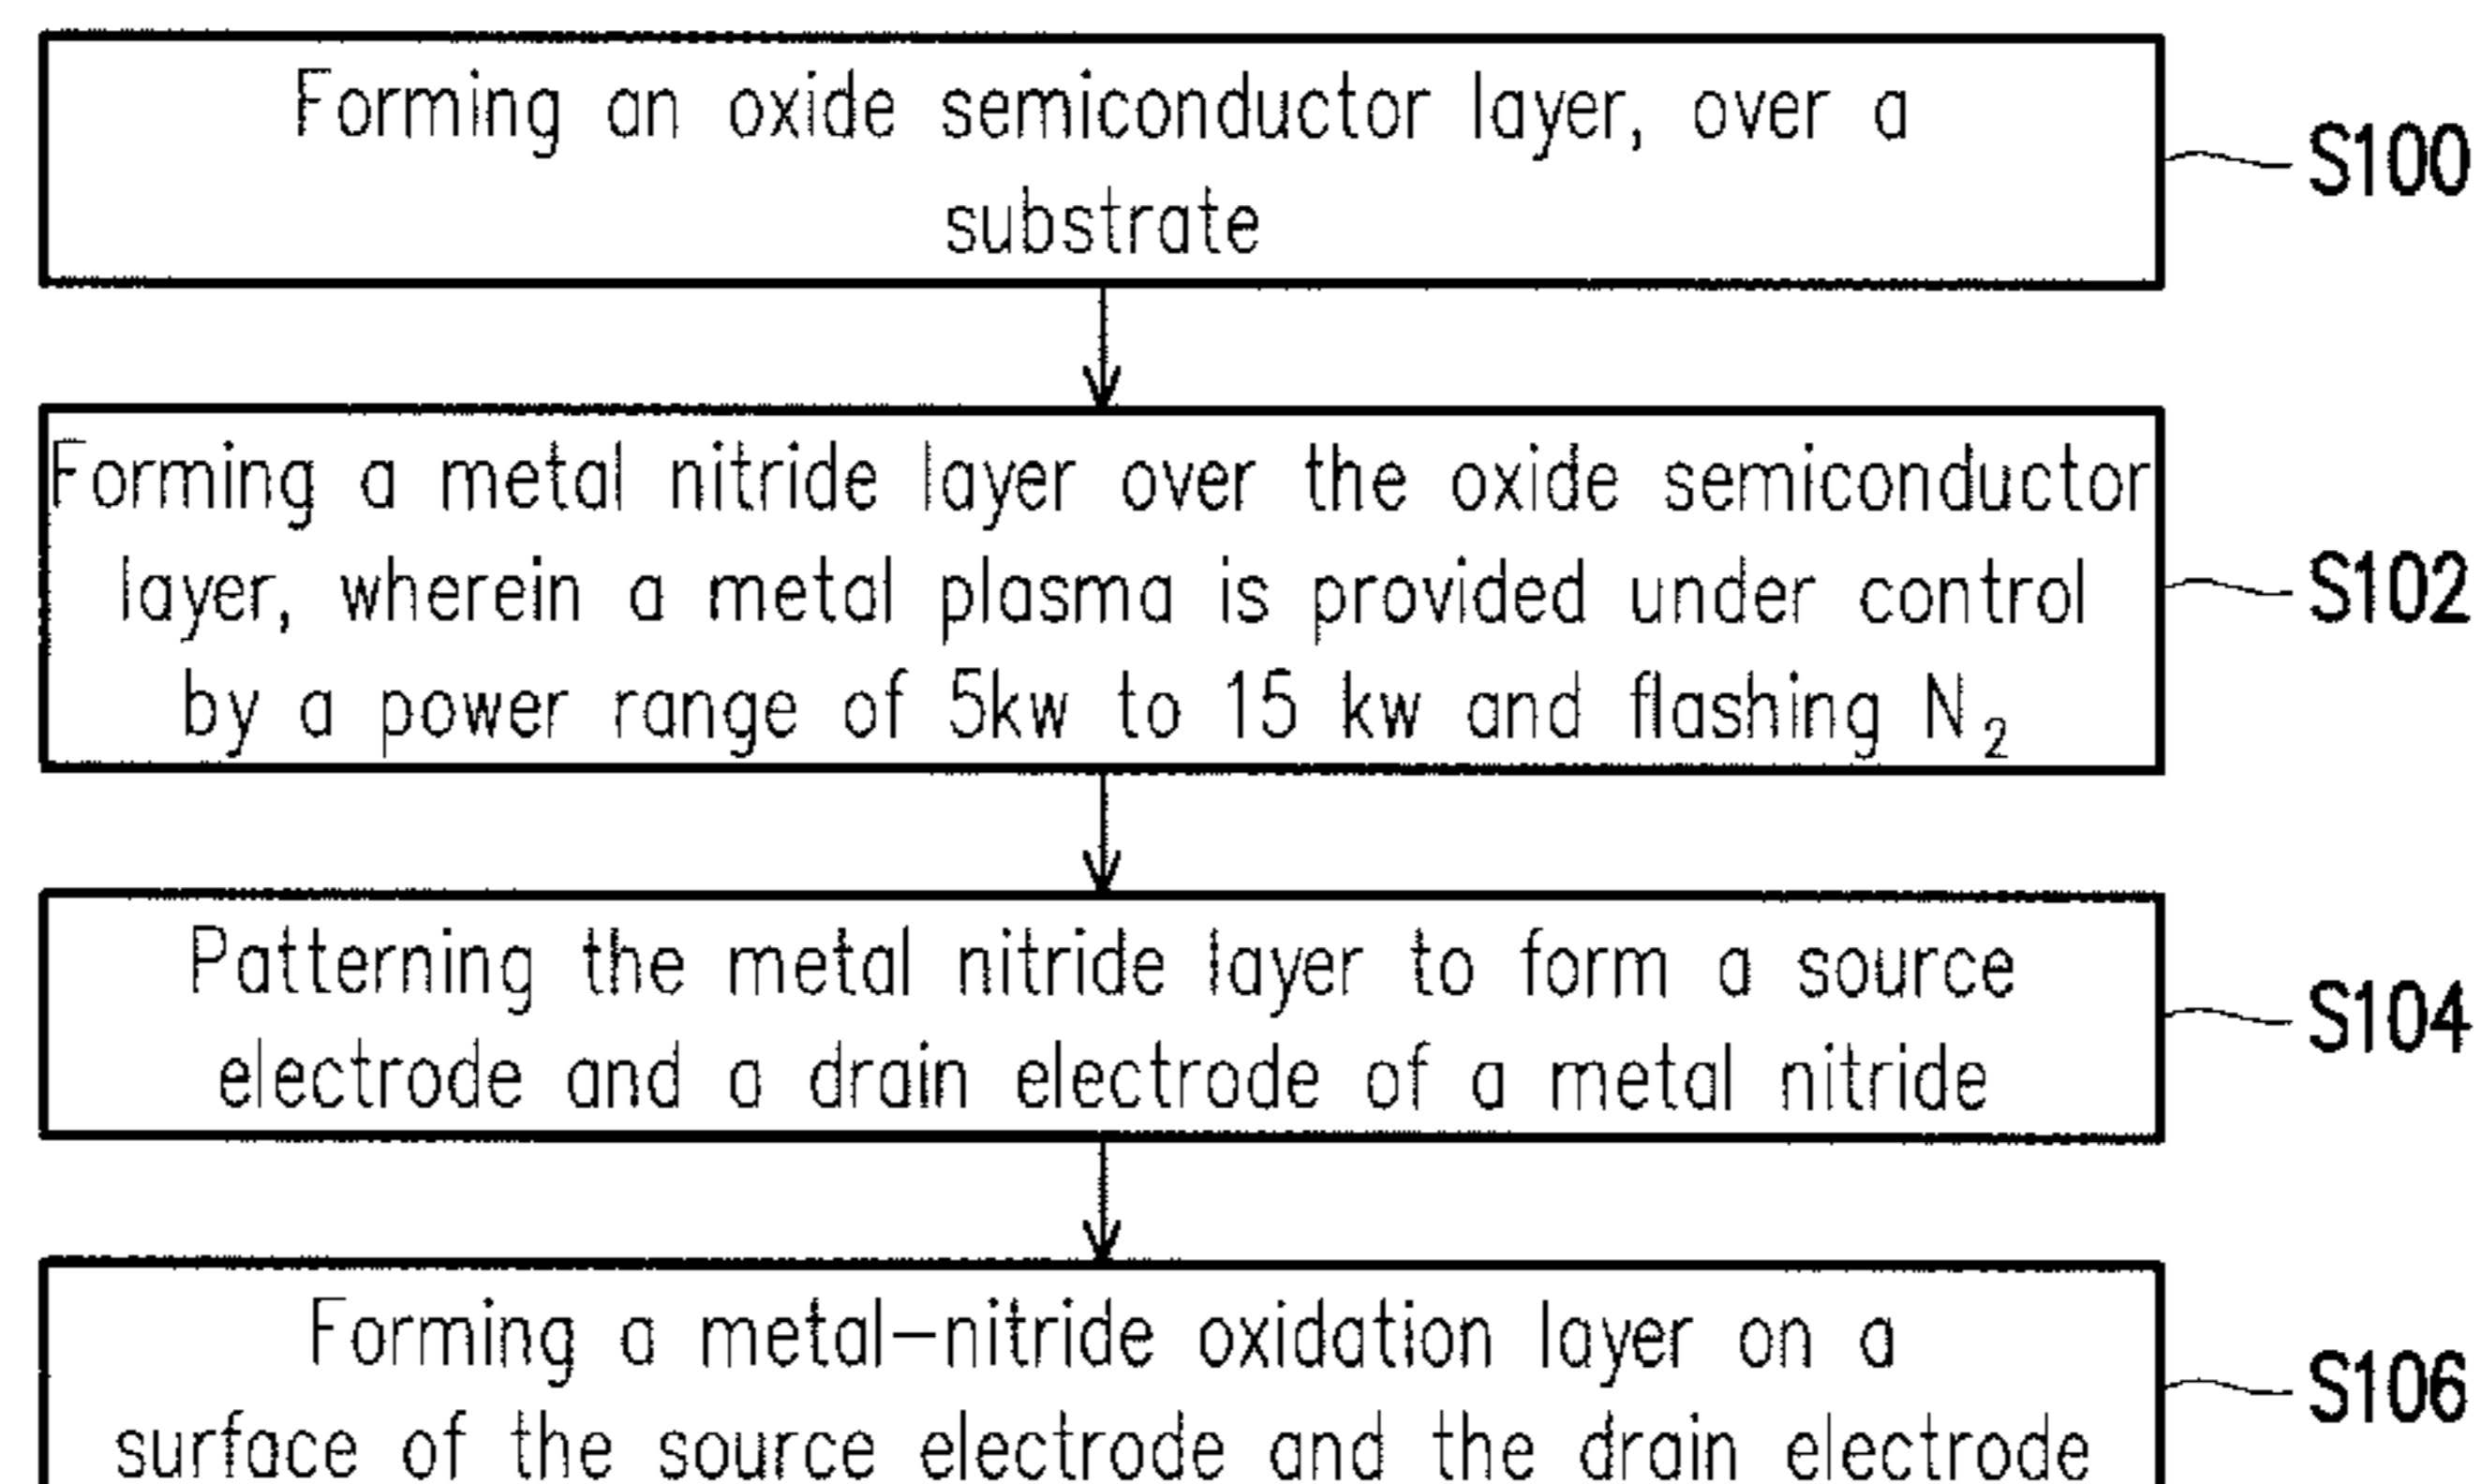 Forming an oxide semiconductor layer, over a
substrate
S100
Forming a metal nitride layer over the oxide semiconductor
layer, wherein a metal plasma is provided under control
by a power range of 5kw to 15 kw and flashing N₂
S102
Patterning the metal nitride layer to form a source
electrode and a drain electrode of a metal nitride
S104
Forming a metal-nitride oxidation layer on a
surface of the source electrode and the drain electrode
S106